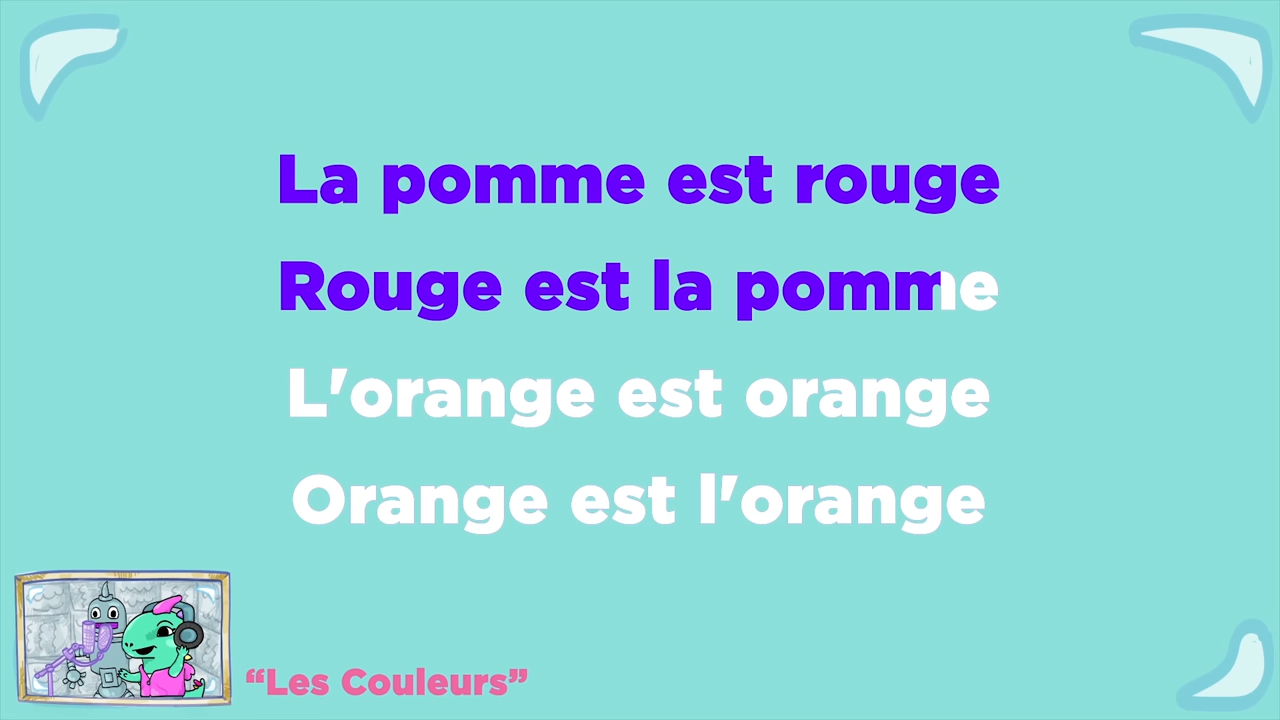 La pomme est rouge
Rouge est la pomme
L'orange est orange
Orange est l'orange
“Les Couleurs”